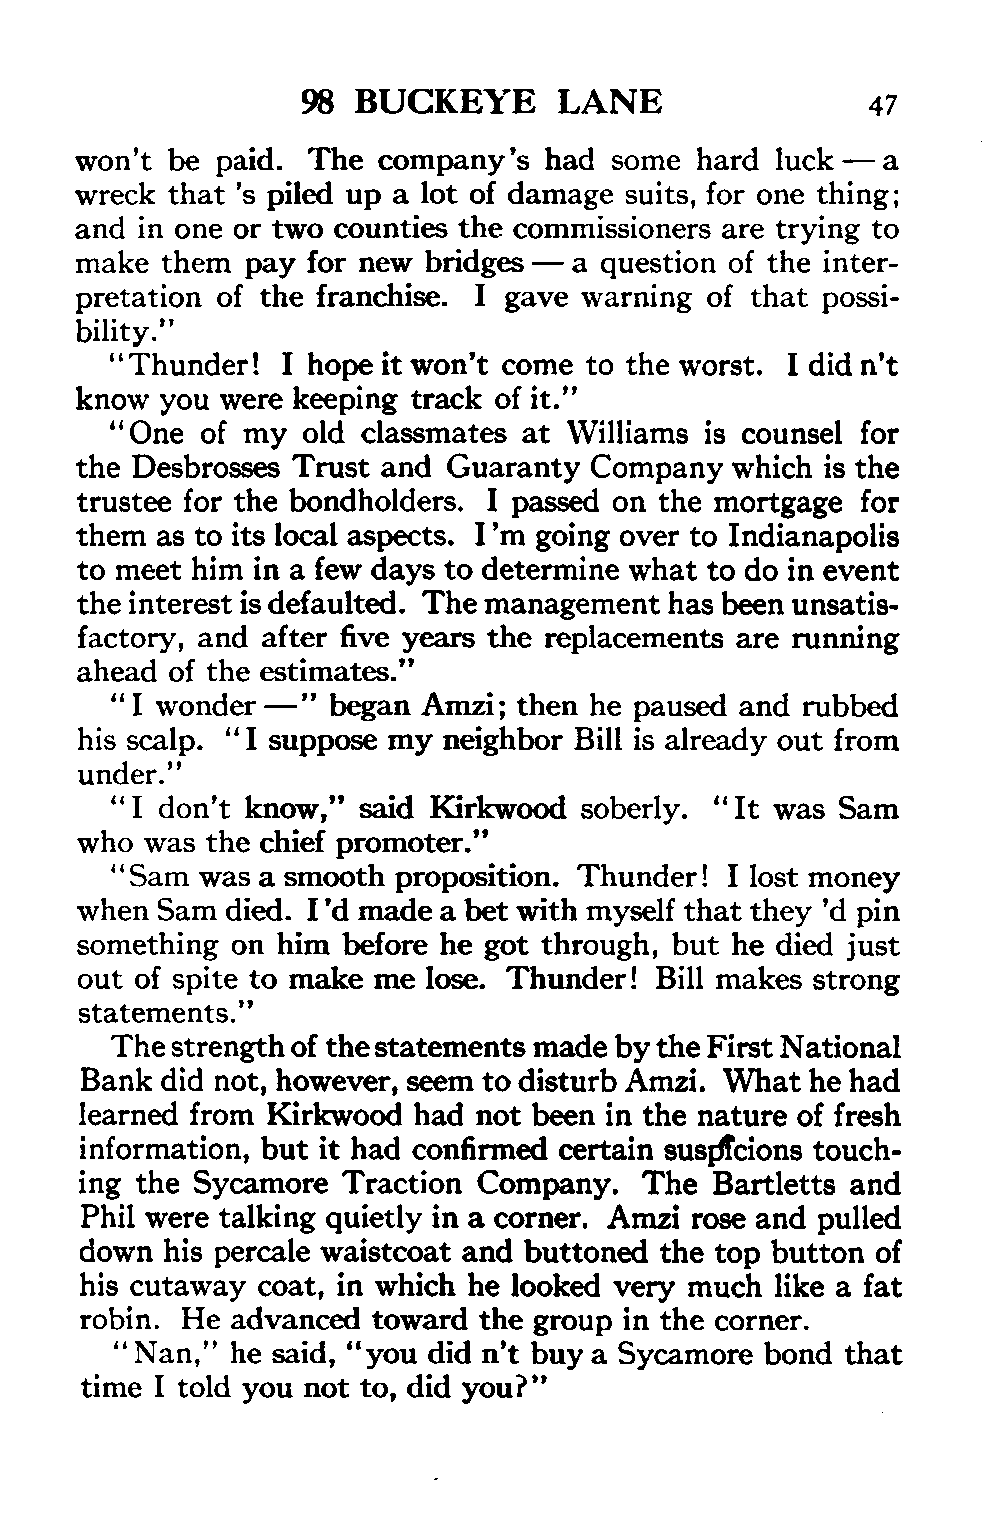 98 BUCKEYE LANE 47
won't be paid. The company's had some hard luck — a
wreck that 's piled up a lot of damage suits, for one thing;
and in one or two counties the commissioners are trying to
make them pay for new bridges — a question of the inter-
pretation of the franchise. I gave warning of that possi-
bility."
"Thunder! I hope it won't come to the worst. I did n't
know you were keeping track of it."
"One of my old classmates at Williams is counsel for
the Desbrosses Trust and Guaranty Company which is the
trustee for the bondholders. I passed on the mortgage for
them as to its local aspects. I 'm going over to Indianapolis
to meet him in a few days to determine what to do in event
the interest is defaulted. The management has been unsatis-
factory, and after five years the replacements are running
ahead of the estimates."
"I wonder —" began Amzi; then he paused and rubbed
his scalp. "I suppose my neighbor Bill is already out from
under."
"I don't know," said Kirkwood soberly. "It was Sam
who was the chief promoter."
"Sam was a smooth proposition. Thunder! I lost money
when Sam died. I 'd made a bet with myself that they 'd pin
something on him before he got through, but he died just
out of spite to make me lose. Thunder! Bill makes strong
statements."
The strength of the statements made by the First National
Bank did not, however, seem to disturb Amzi. What he had
learned from Kirkwood had not been in the nature of fresh
information, but it had confirmed certain suspicions touch-
ing the Sycamore Traction Company. The Bartletts and
Phil were talking quietly in a corner. Amzi rose and pulled
down his percale waistcoat and buttoned the top button of
his cutaway coat, in which he looked very much like a fat
robin. He advanced toward the group in the corner.
"Nan," he said, "you did n't buy a Sycamore bond that
time I told you not to, did you?"